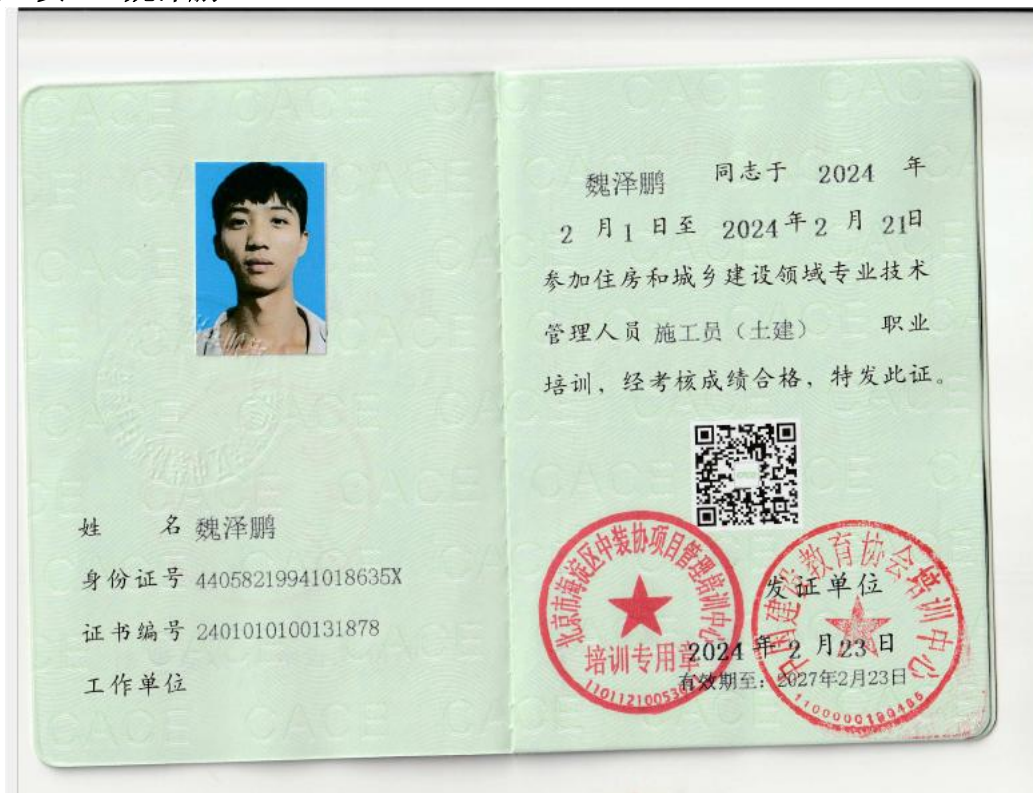 姓 名 魏泽鹏
身份证号 44058219941018635X
证书编号 2401010100131878
工作单位
魏泽鹏 同志于 2024 年
2 月 1 日至 2024 年 2 月 21日
参加住房和城乡建设领域专业技术
管理人员 施工员（土建） 职业
培训，经考核成绩合格，特发此证。
北京市海淀区中装协项目管理培训中心
培训专用章
中国建设教育协会培训中心
1100000199486
发证单位
2024 年 2 月 23 日
有效期至：2027年2月23日